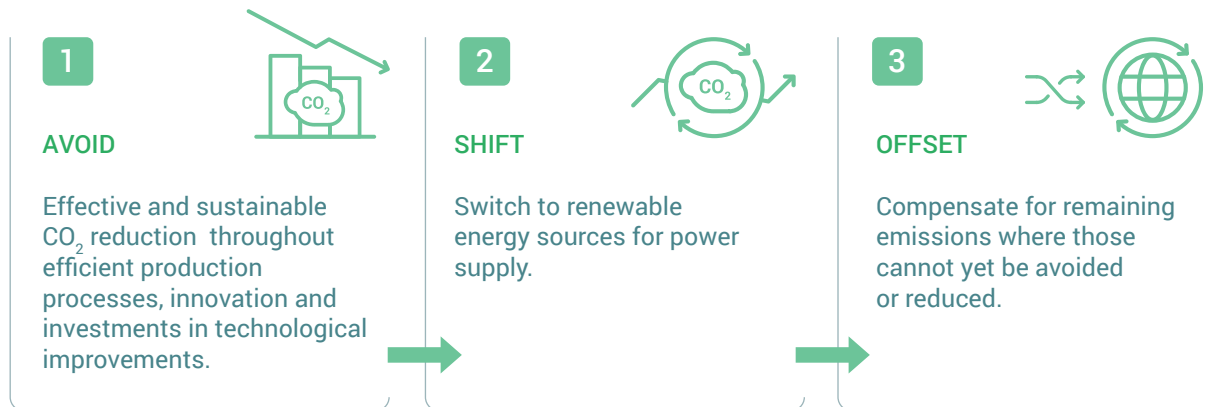 1
CO₂
AVOID
Effective and sustainable
CO₂ reduction throughout
efficient production
processes, innovation and
investments in technological
improvements.
2
CO₂
SHIFT
Switch to renewable
energy sources for power
supply.
3
OFFSET
Compensate for remaining
emissions where those
cannot yet be avoided
or reduced.